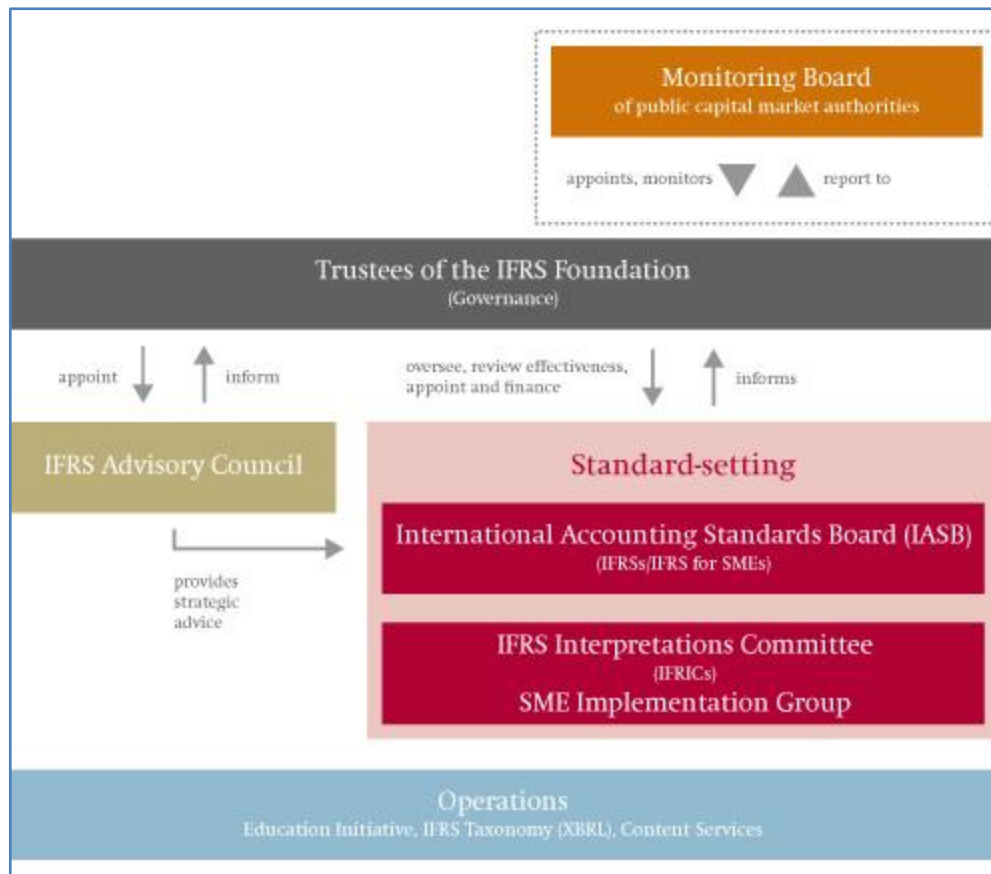 Monitoring Board
of public capital market authorities
appoints, monitors
report to
Trustees of the IFRS Foundation
(Governance)
appoint
inform
oversee, review effectiveness,
appoint and finance
informs
IFRS Advisory Council
provides
strategic
advice
Standard-setting
International Accounting Standards Board (IASB)
(IFRSs/IFRS for SMEs)
IFRS Interpretations Committee
(IFRICs)
SME Implementation Group
Operations
Education Initiative, IFRS Taxonomy (XBRL), Content Services